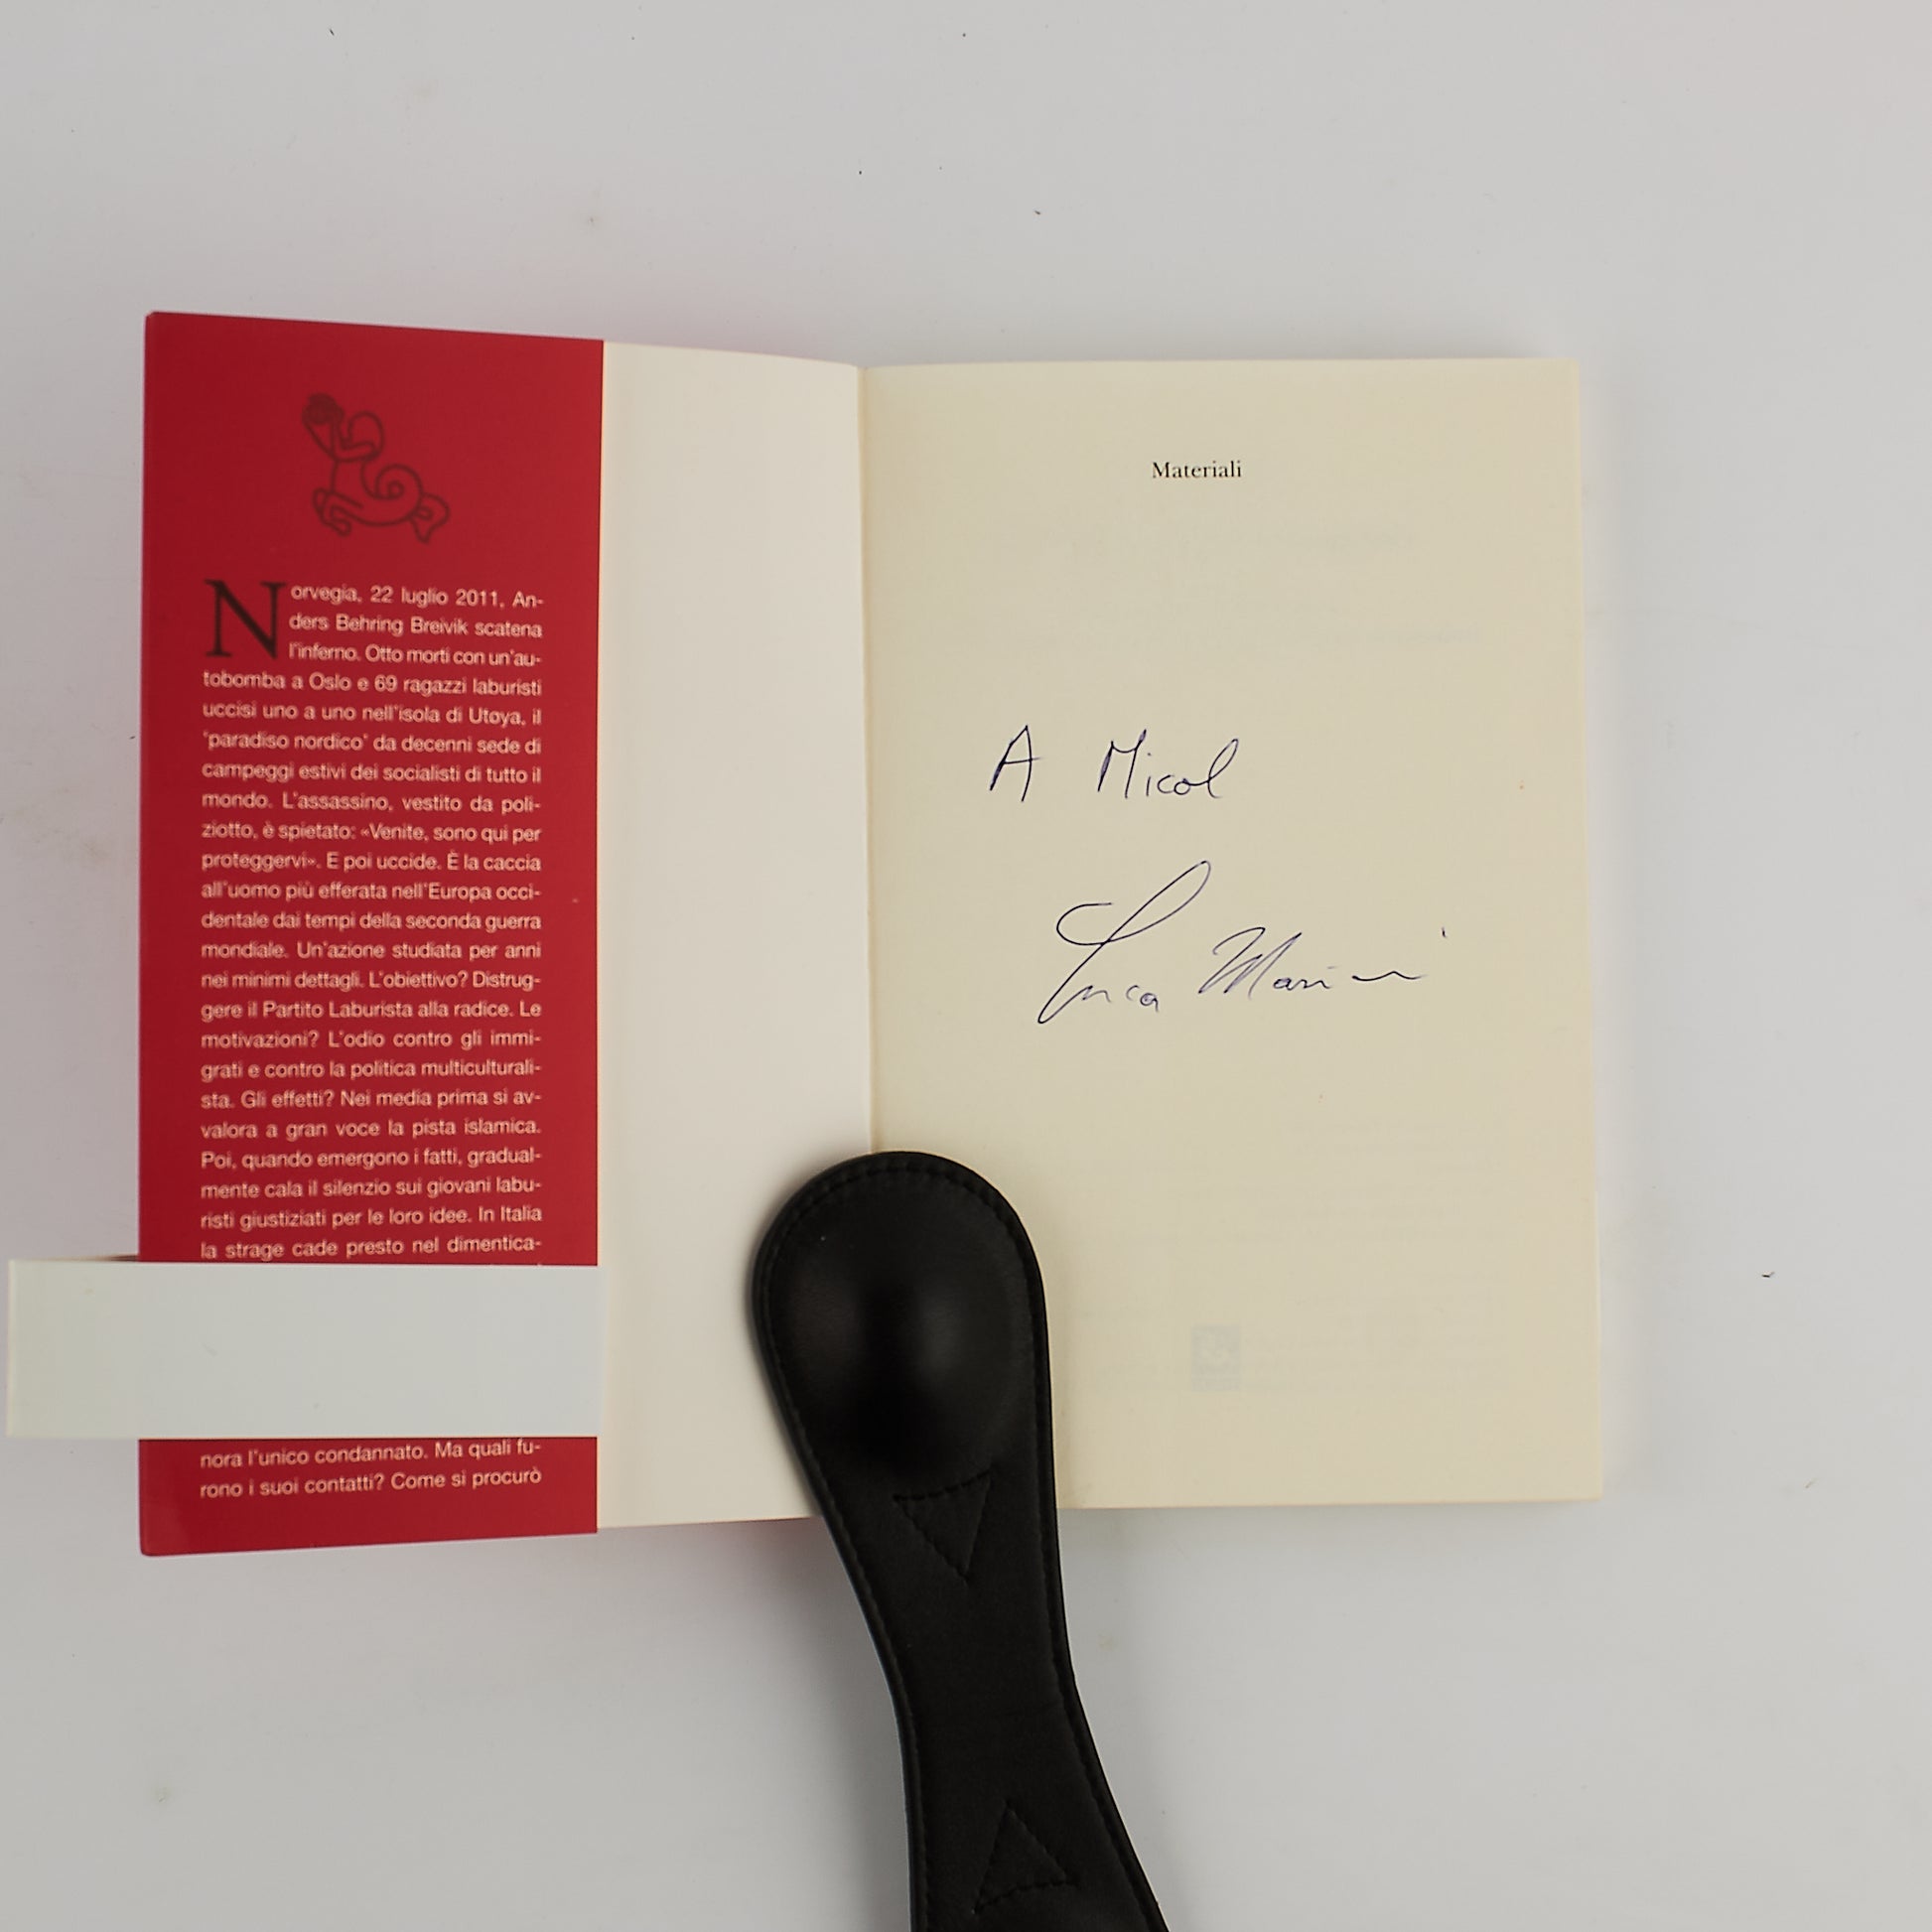 Norvegia, 22 luglio 2011, An-
ders Behring Breivik scatena
l'inferno. Otto morti con un'au-
tobomba a Oslo e 69 ragazzi laburisti
uccisi uno a uno nell'isola di Utøya, il
'paradiso nordico' da decenni sede di
campeggi estivi dei socialisti di tutto il
mondo. L'assassino, vestito da poli-
ziotto, è spietato: «Venite, sono qui per
proteggervi». E poi uccide. È la caccia
all'uomo più efferata nell'Europa occi-
dentale dai tempi della seconda guerra
mondiale. Un'azione studiata per anni
nei minimi dettagli. L'obiettivo? Distrug-
gere il Partito Laburista alla radice. Le
motivazioni? L'odio contro gli immi-
grati e contro la politica multiculturali-
sta. Gli effetti? Nei media prima si av-
valora a gran voce la pista islamica.
Poi, quando emergono i fatti, gradual-
mente cala il silenzio sui giovani labu-
risti giustiziati per le loro idee. In Italia
la strage cade presto nel dimentica-
nora l'unico condannato. Ma quali fu-
rono i suoi contatti? Come si procurò
Materiali
A Micol
Luca Mariani